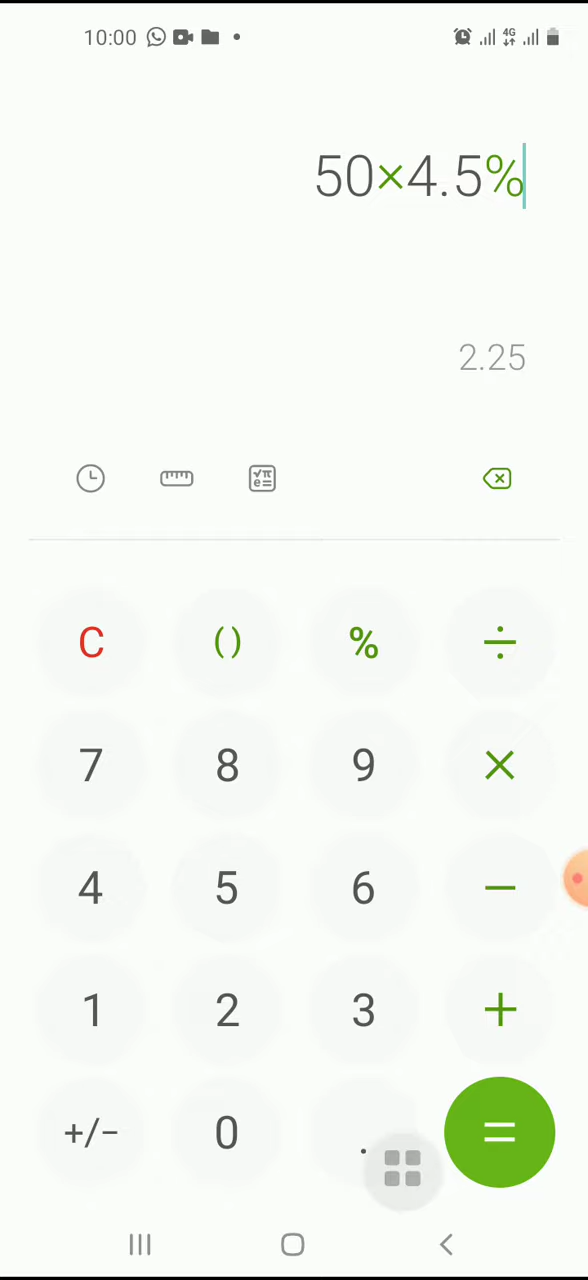 10:00 4G
50×4.5%
2.25
√π
e=
C () % ÷
7 8 9 ×
4 5 6 −
1 2 3 +
+/− 0 . =